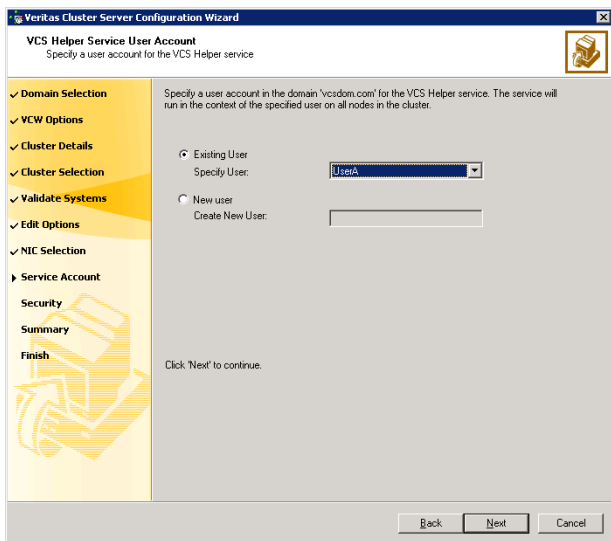 Veritas Cluster Server Configuration Wizard
VCS Helper Service User Account
Specify a user account for the VCS Helper service
Domain Selection
VCW Options
Cluster Details
Cluster Selection
Validate Systems
Edit Options
NIC Selection
Service Account
Security
Summary
Finish
Specify a user account in the domain 'vcsdom.com' for the VCS Helper service. The service will
run in the context of the specified user on all nodes in the cluster.
Existing User
Specify User:
UserA
New user
Create New User:
Click 'Next' to continue.
Back
Next
Cancel